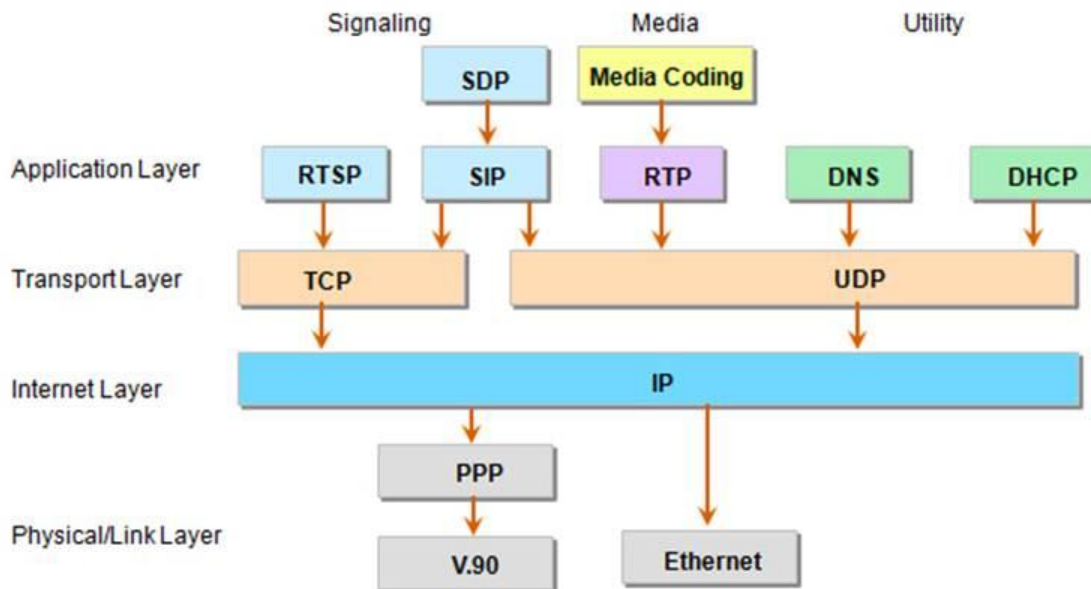 Signaling Media Utility
SDP Media Coding
Application Layer RTSP SIP RTP DNS DHCP
Transport Layer TCP UDP
Internet Layer IP
PPP
Physical/Link Layer
V.90 Ethernet